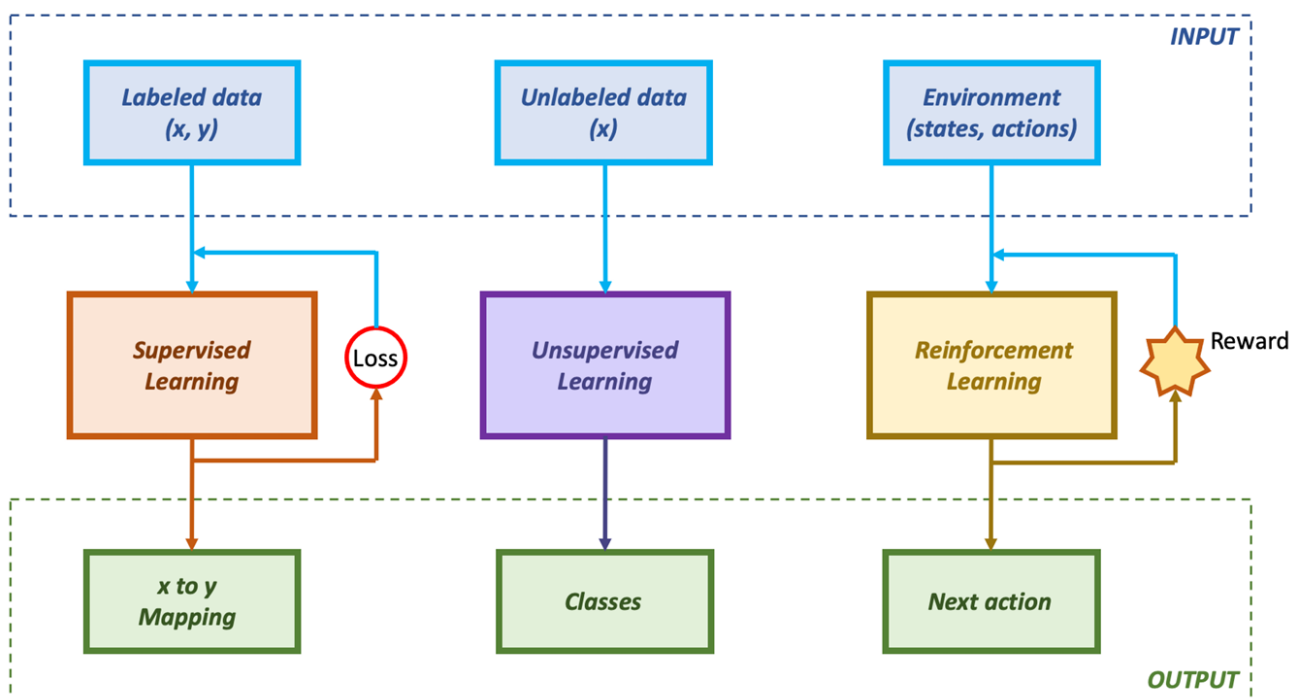 INPUT
Labeled data
(x, y)
Unlabeled data
(x)
Environment
(states, actions)
Supervised
Learning
Loss
Unsupervised
Learning
Reinforcement
Learning
Reward
x to y
Mapping
Classes
Next action
OUTPUT